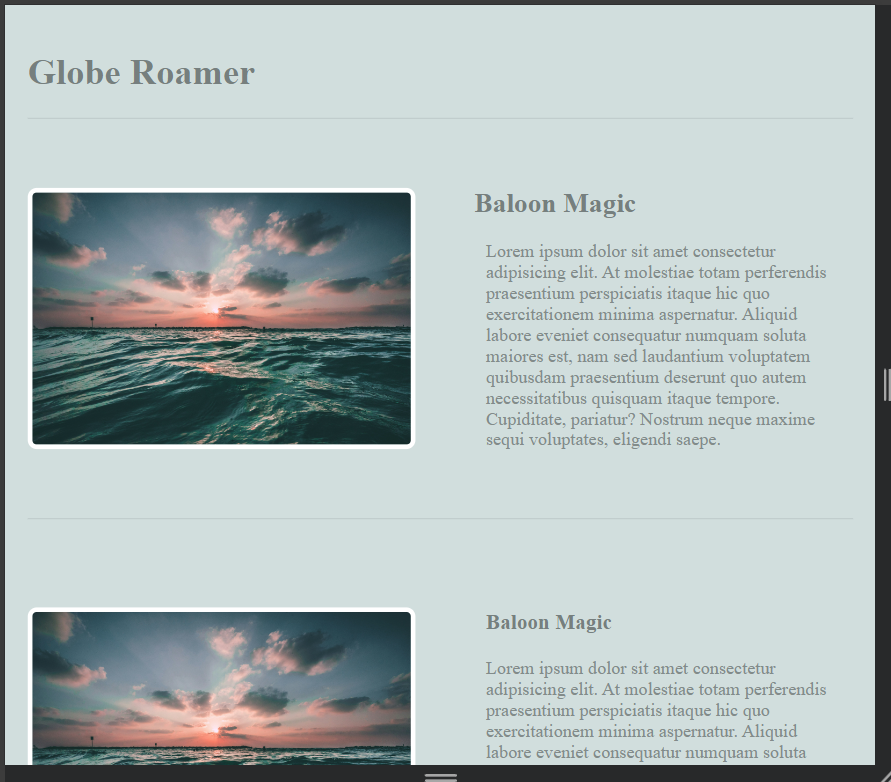 Globe Roamer
Baloon Magic
Lorem ipsum dolor sit amet consectetur
adipisicing elit. At molestiae totam perferendis
praesentium perspiciatis itaque hic quo
exercitationem minima aspernatur. Aliquid
labore eveniet consequatur numquam soluta
maiores est, nam sed laudantium voluptatem
quibusdam praesentium deserunt quo autem
necessitatibus quisquam itaque tempore.
Cupiditate, pariatur? Nostrum neque maxime
sequi voluptates, eligendi saepe.
Baloon Magic
Lorem ipsum dolor sit amet consectetur
adipisicing elit. At molestiae totam perferendis
praesentium perspiciatis itaque hic quo
exercitationem minima aspernatur. Aliquid
labore eveniet consequatur numquam soluta